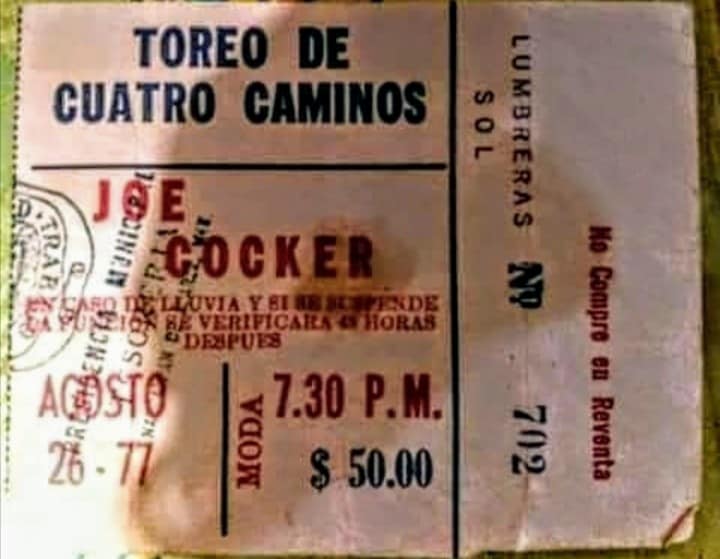 TOREO DE
CUATRO CAMINOS
JOE
COCKER
EN CASO DE LLUVIA Y SI SE SUSPENDE
LA FUNCION SE VERIFICARA 48 HORAS
DESPUES
AGOSTO
26-77
MODA
7.30 P.M.
$ 50.00
LUMBRERAS
SOL
Nº 702
No Compre en Reventa
TRAB